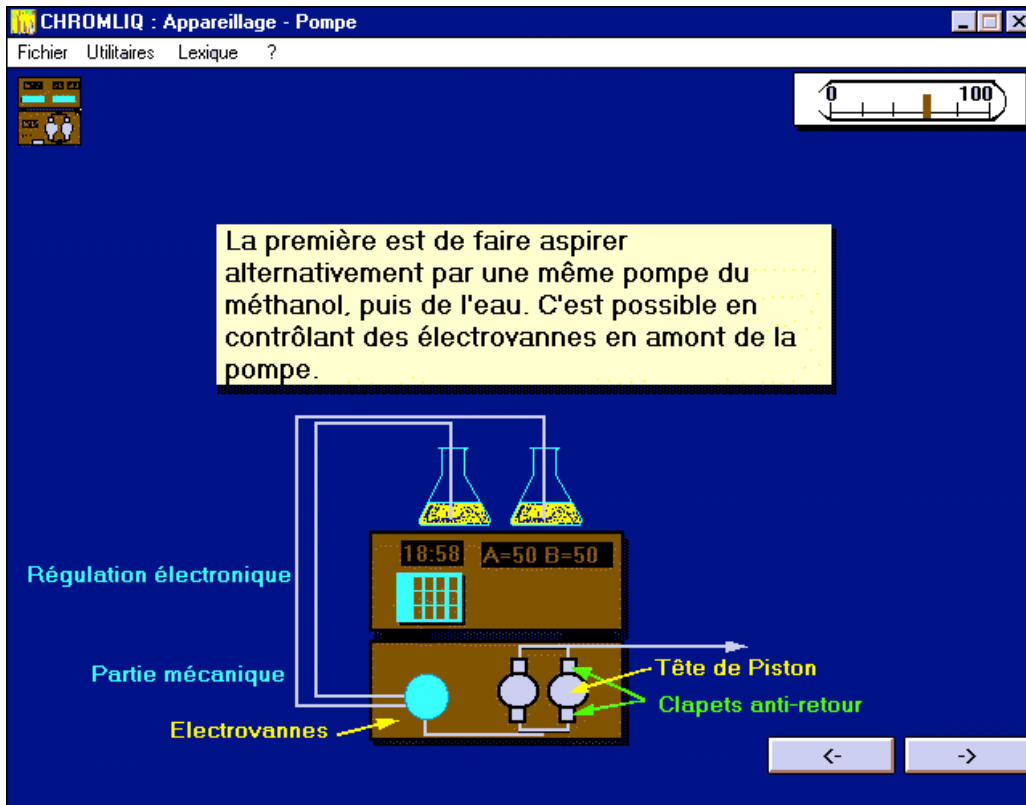 CHROMLIQ : Appareillage - Pompe
Fichier Utilitaires Lexique ?
0 100
La première est de faire aspirer
alternativement par une même pompe du
méthanol, puis de l'eau. C'est possible en
contrôlant des électrovannes en amont de la
pompe.
18:58 A=50 B=50
Régulation électronique
Partie mécanique
Tête de Piston
Clapets anti-retour
Electrovannes
<- ->